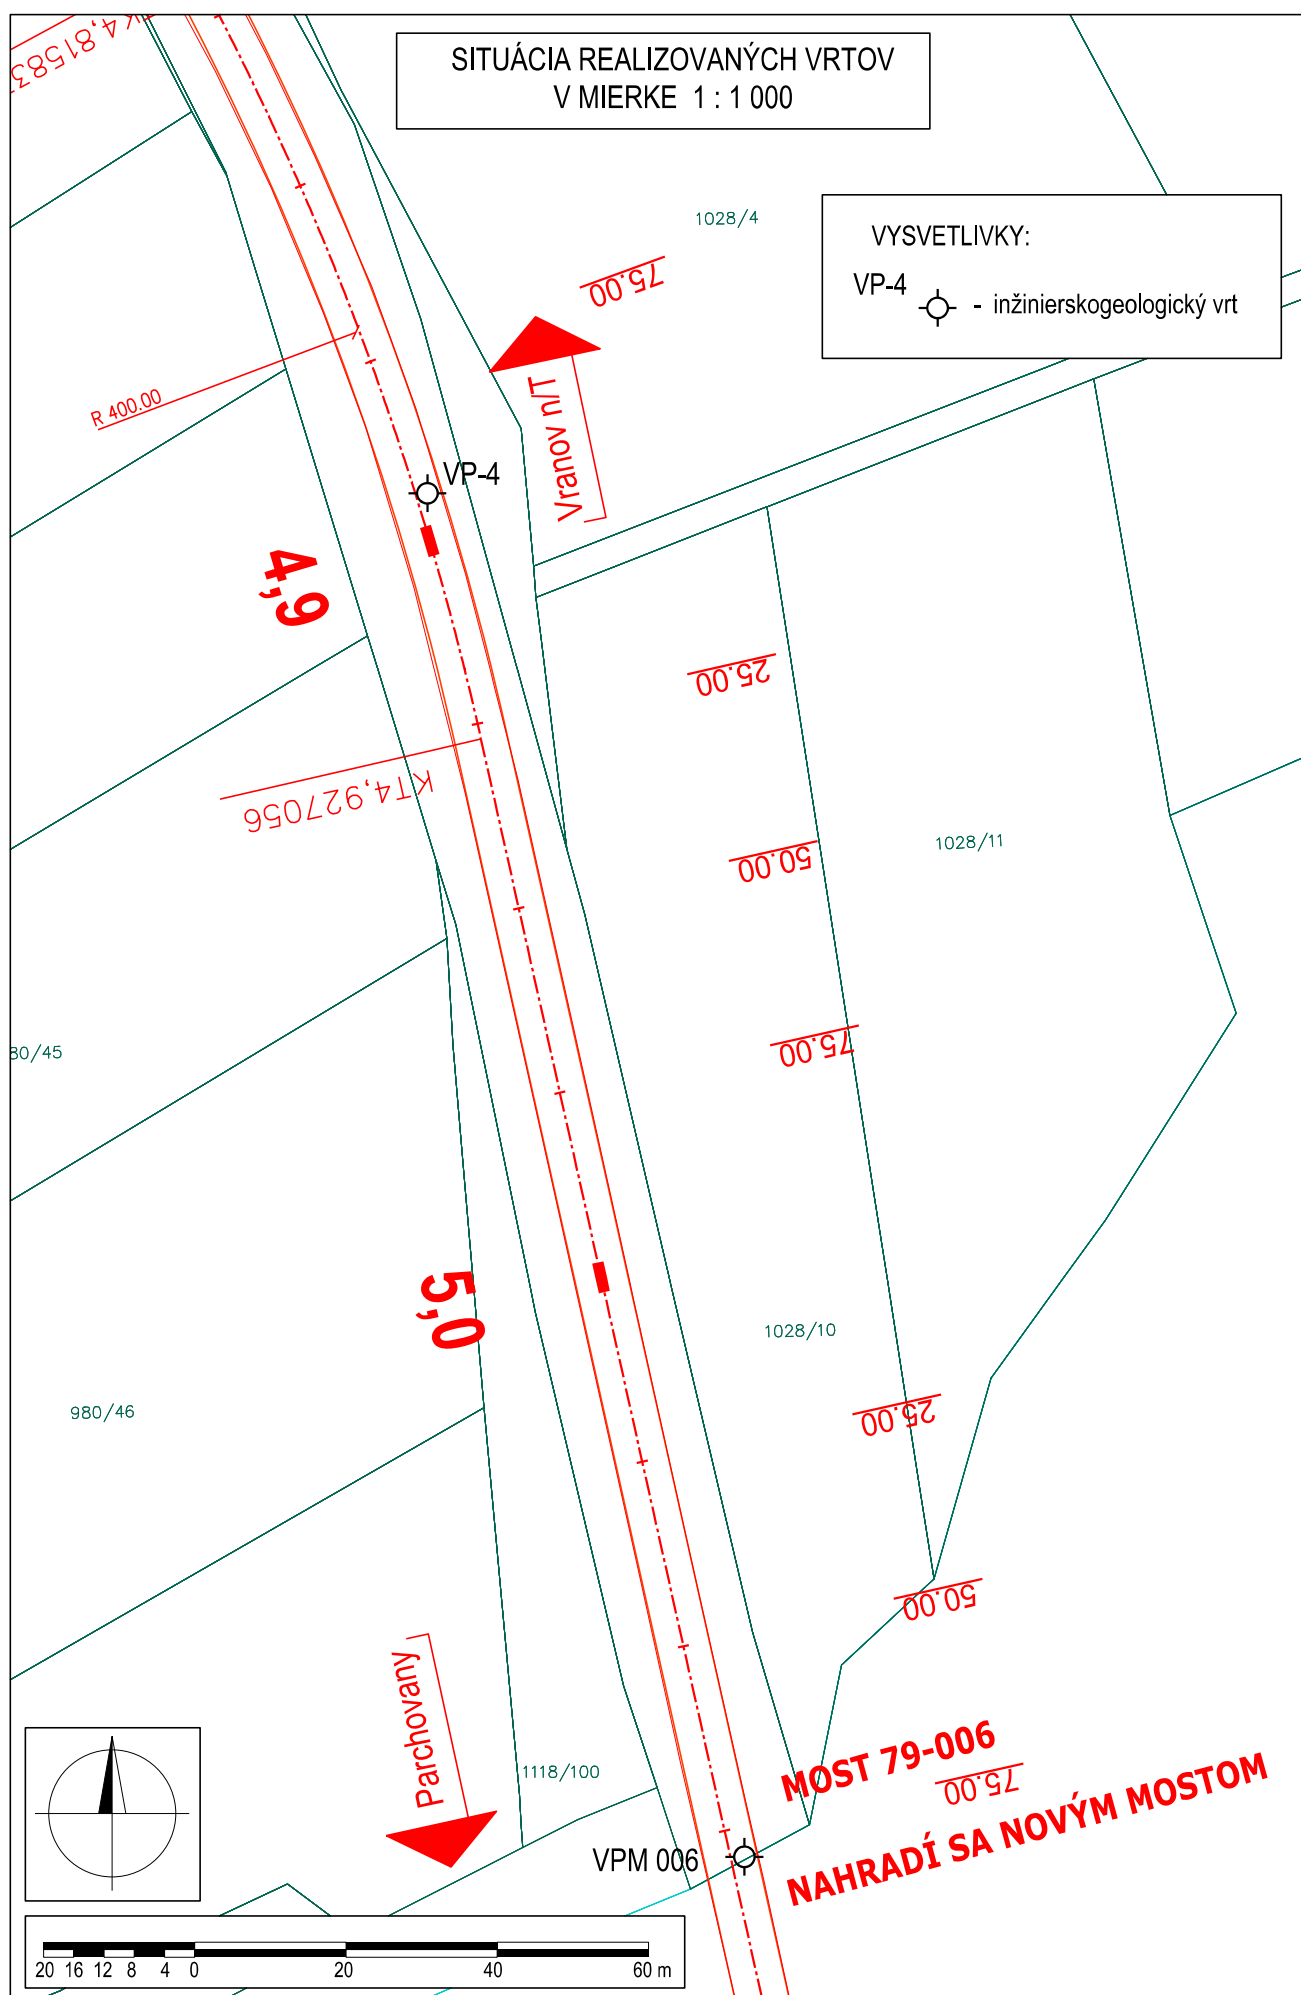 SITUÁCIA REALIZOVANÝCH VRTOV
V MIERKE 1 : 1 000
VYSVETLIVKY:
VP-4
- inžinierskogeologický vrt
1028/4
75.00
R 400.00
Vranov n/T
VP-4
4,9
25.00
KT4,927056
50.00
1028/11
75.00
80/45
5,0
1028/10
25.00
980/46
50.00
Parchovany
MOST 79-006
75.00
NAHRADÍ SA NOVÝM MOSTOM
1118/100
VPM 006
20 16 12 8 4 0 20 40 60 m